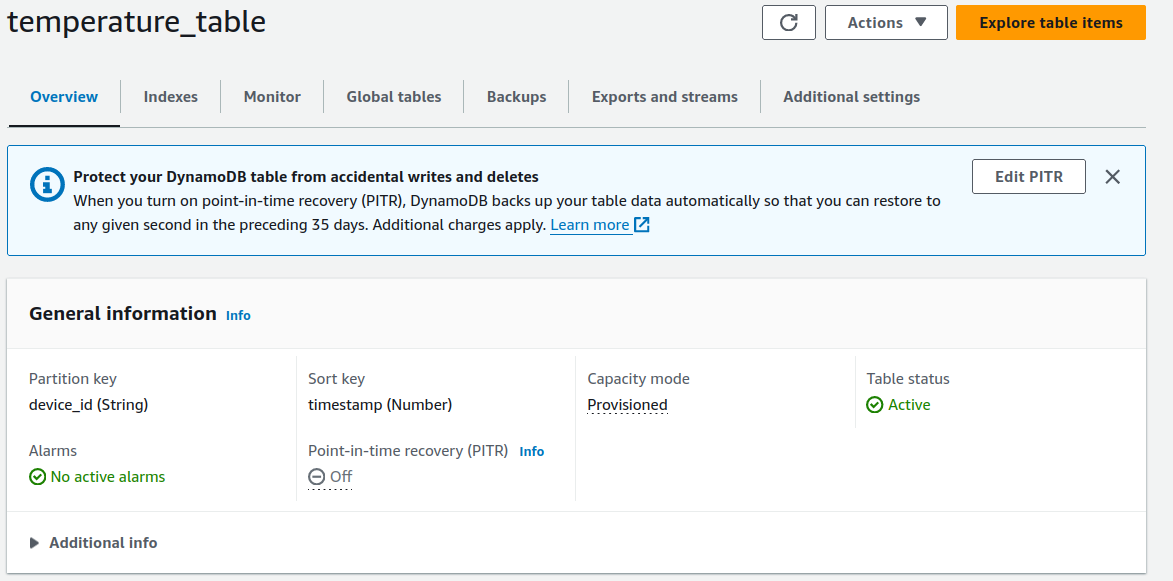 temperature_table
Actions
Explore table items
Overview
Indexes
Monitor
Global tables
Backups
Exports and streams
Additional settings
Protect your DynamoDB table from accidental writes and deletes
When you turn on point-in-time recovery (PITR), DynamoDB backs up your table data automatically so that you can restore to
any given second in the preceding 35 days. Additional charges apply. Learn more
Edit PITR
General information Info
Partition key
device_id (String)
Sort key
timestamp (Number)
Capacity mode
Provisioned
Table status
Active
Alarms
No active alarms
Point-in-time recovery (PITR) Info
Off
Additional info